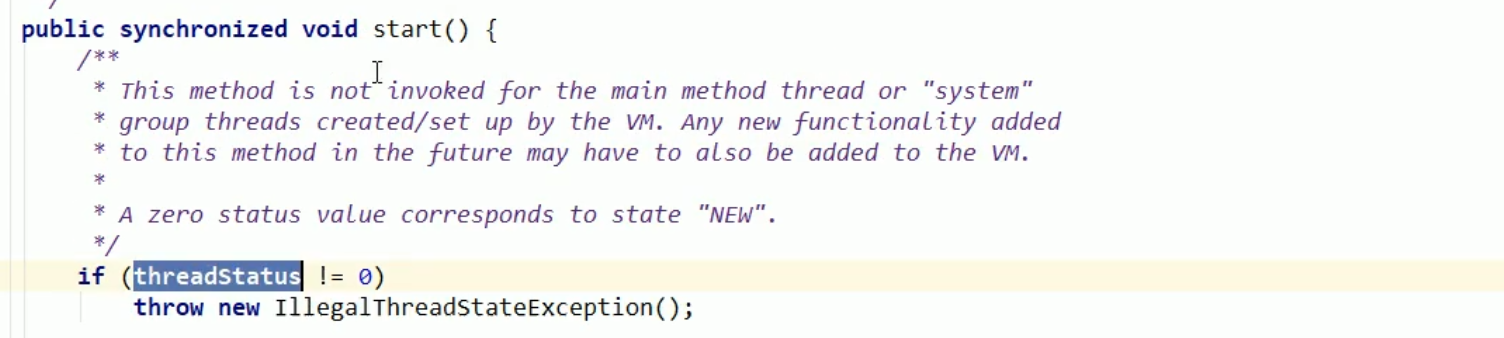 /
public synchronized void start() {
/**
* This method is not invoked for the main method thread or "system"
* group threads created/set up by the VM. Any new functionality added
* to this method in the future may have to also be added to the VM.
*
* A zero status value corresponds to state "NEW".
*/
if (threadStatus != 0)
throw new IllegalThreadStateException();